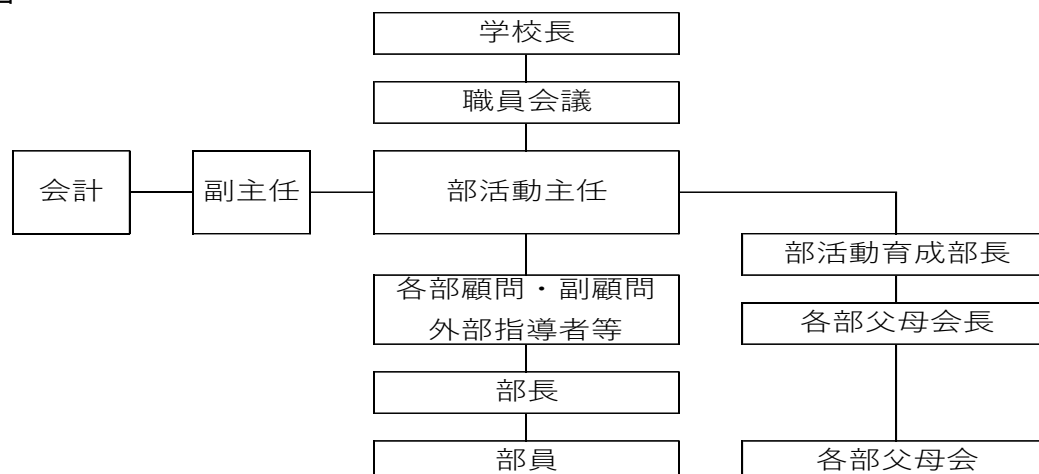 学校長
職員会議
会計
副主任
部活動主任
部活動育成部長
各部顧問・副顧問
外部指導者等
各部父母会長
部長
部員
各部父母会